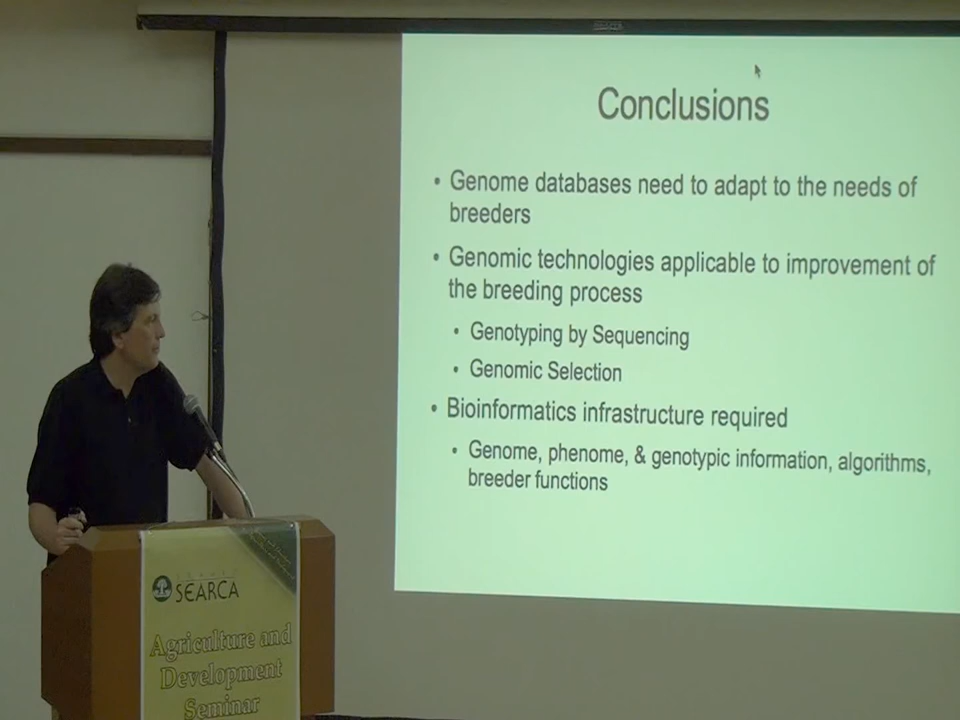 Conclusions
• Genome databases need to adapt to the needs of
breeders
• Genomic technologies applicable to improvement of
the breeding process
• Genotyping by Sequencing
• Genomic Selection
• Bioinformatics infrastructure required
• Genome, phenome, & genotypic information, algorithms,
breeder functions
SEARCA
Agriculture and
Development
Seminar